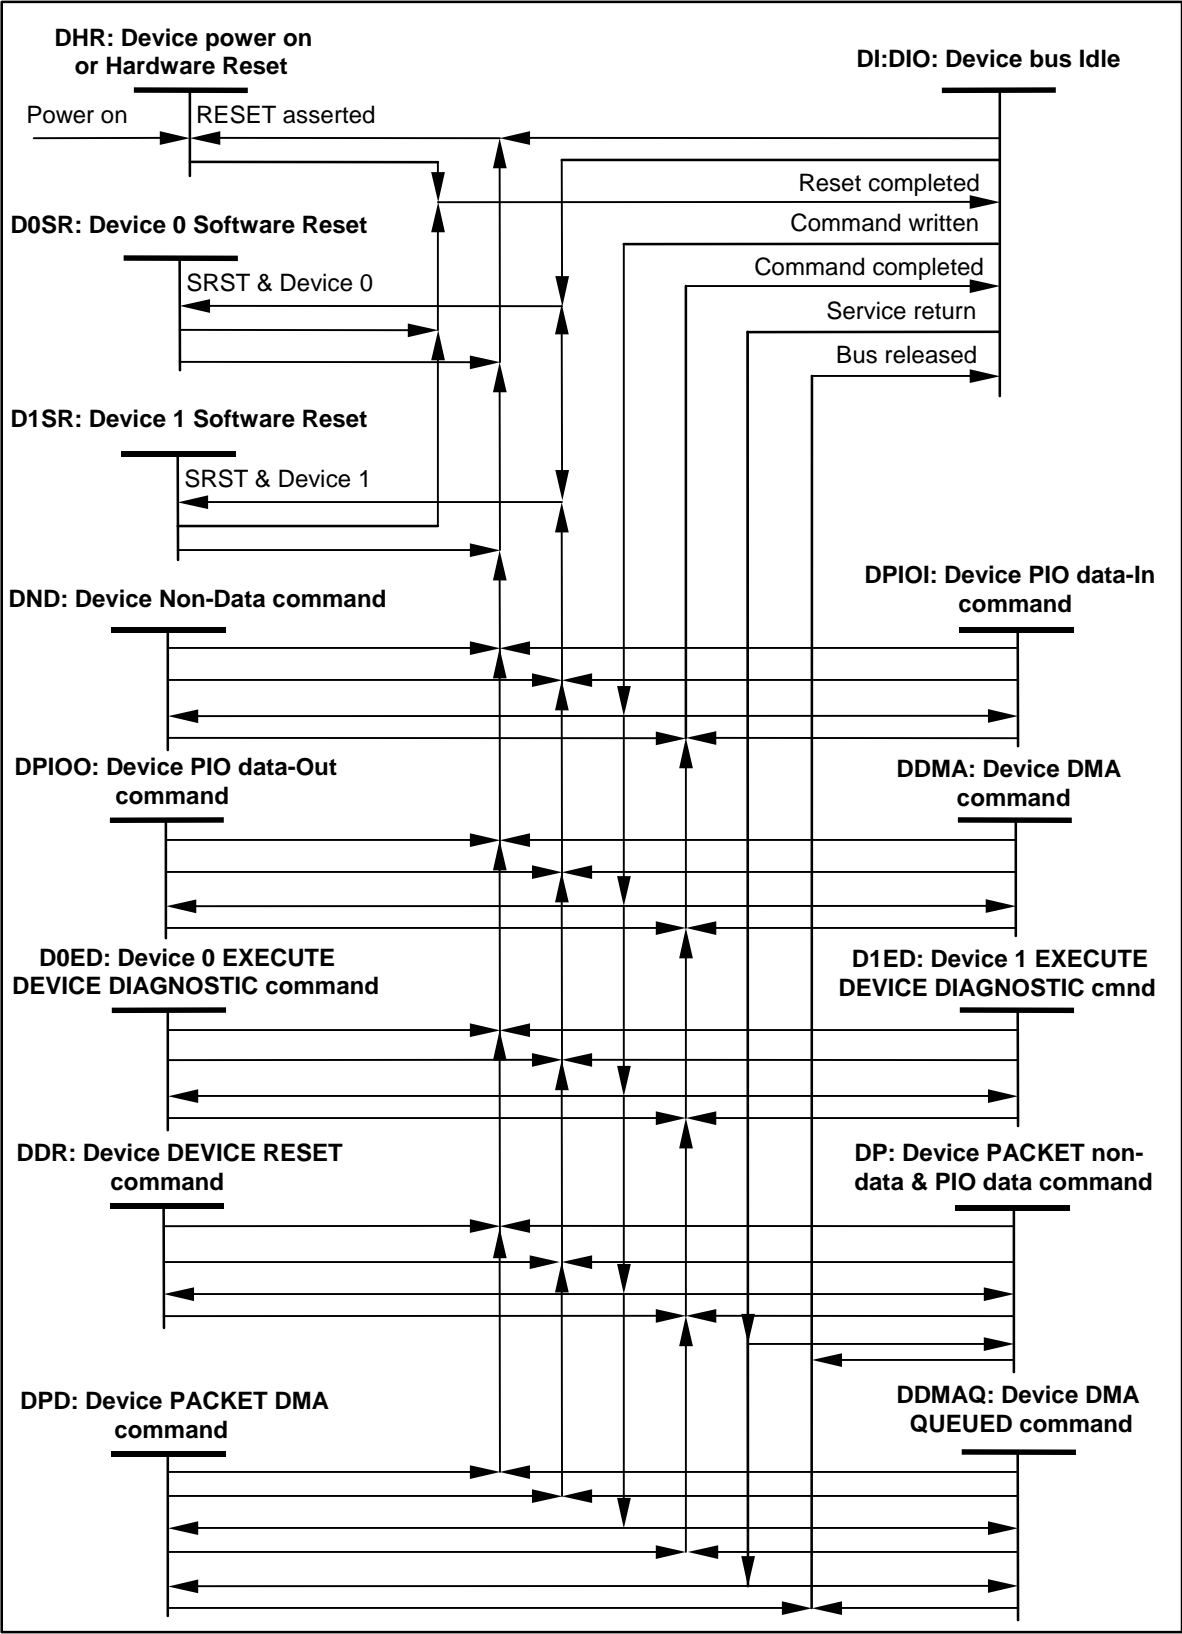 DHR: Device power on
or Hardware Reset
DI:DIO: Device bus Idle
Power on
RESET asserted
Reset completed
D0SR: Device 0 Software Reset
Command written
Command completed
SRST & Device 0
Service return
Bus released
D1SR: Device 1 Software Reset
SRST & Device 1
DPIOI: Device PIO data-In
command
DND: Device Non-Data command
DPIOO: Device PIO data-Out
command
DDMA: Device DMA
command
D0ED: Device 0 EXECUTE
DEVICE DIAGNOSTIC command
D1ED: Device 1 EXECUTE
DEVICE DIAGNOSTIC cmnd
DDR: Device DEVICE RESET
command
DP: Device PACKET non-
data & PIO data command
DPD: Device PACKET DMA
command
DDMAQ: Device DMA
QUEUED command